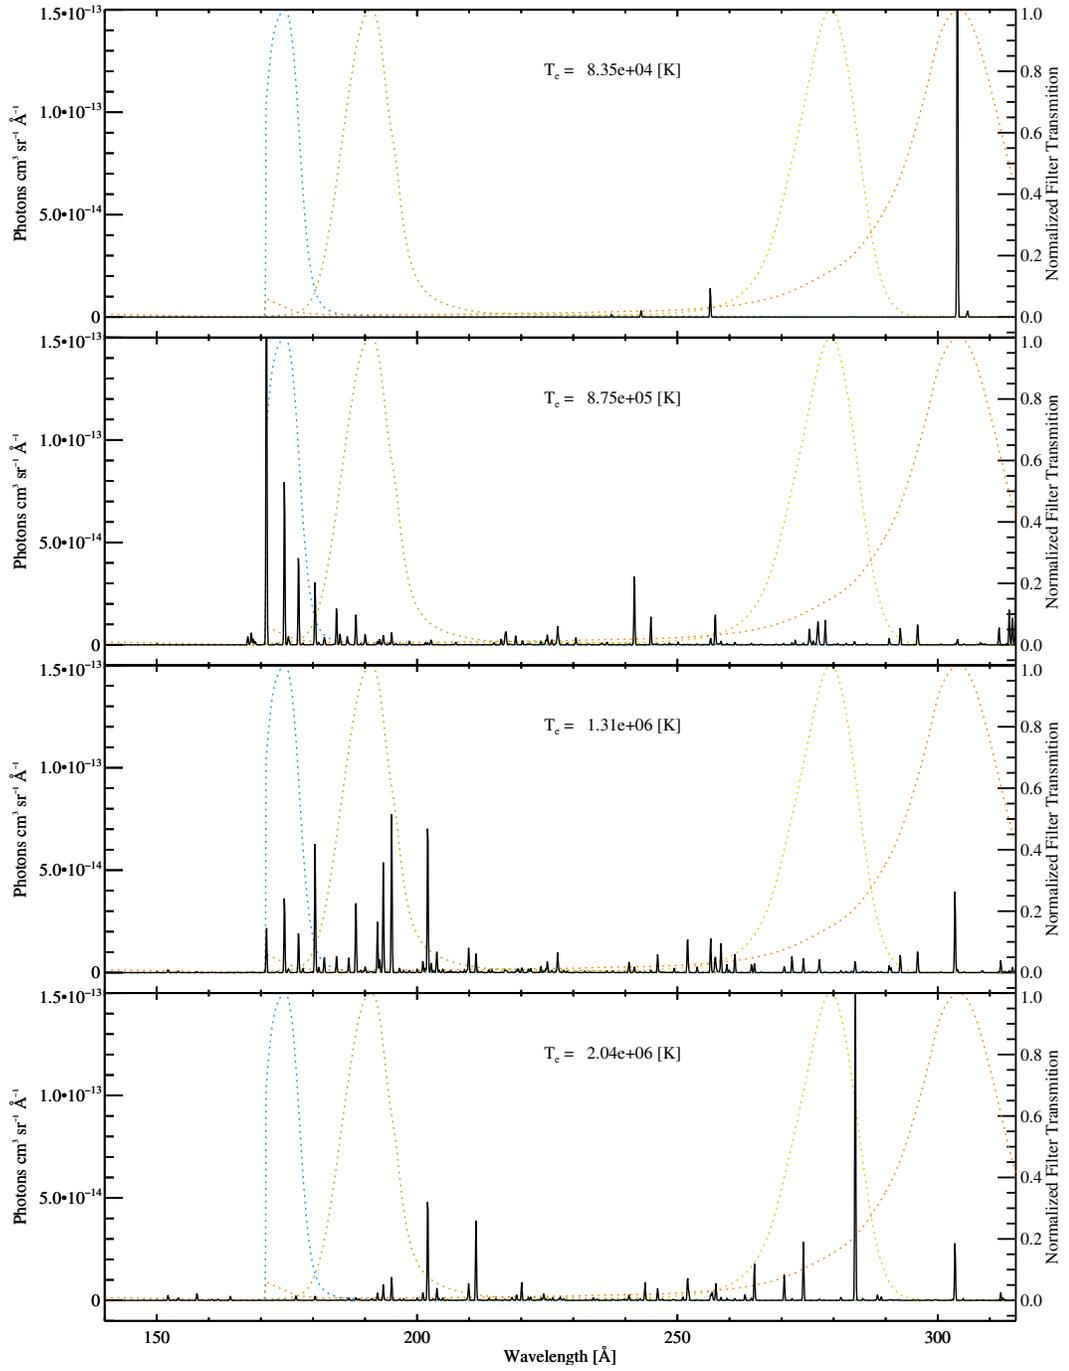 1.5•10⁻¹³
1.0•10⁻¹³
5.0•10⁻¹⁴
0
Photons cm³ sr⁻¹ Å⁻¹
Tₑ = 8.35e+04 [K]
1.0
0.8
0.6
0.4
0.2
0.0
Normalized Filter Transmition
1.5•10⁻¹³
1.0•10⁻¹³
5.0•10⁻¹⁴
0
Photons cm³ sr⁻¹ Å⁻¹
Tₑ = 8.75e+05 [K]
1.0
0.8
0.6
0.4
0.2
0.0
Normalized Filter Transmition
1.5•10⁻¹³
1.0•10⁻¹³
5.0•10⁻¹⁴
0
Photons cm³ sr⁻¹ Å⁻¹
Tₑ = 1.31e+06 [K]
1.0
0.8
0.6
0.4
0.2
0.0
Normalized Filter Transmition
1.5•10⁻¹³
1.0•10⁻¹³
5.0•10⁻¹⁴
0
Photons cm³ sr⁻¹ Å⁻¹
Tₑ = 2.04e+06 [K]
1.0
0.8
0.6
0.4
0.2
0.0
Normalized Filter Transmition
150 200 250 300
Wavelength [Å]